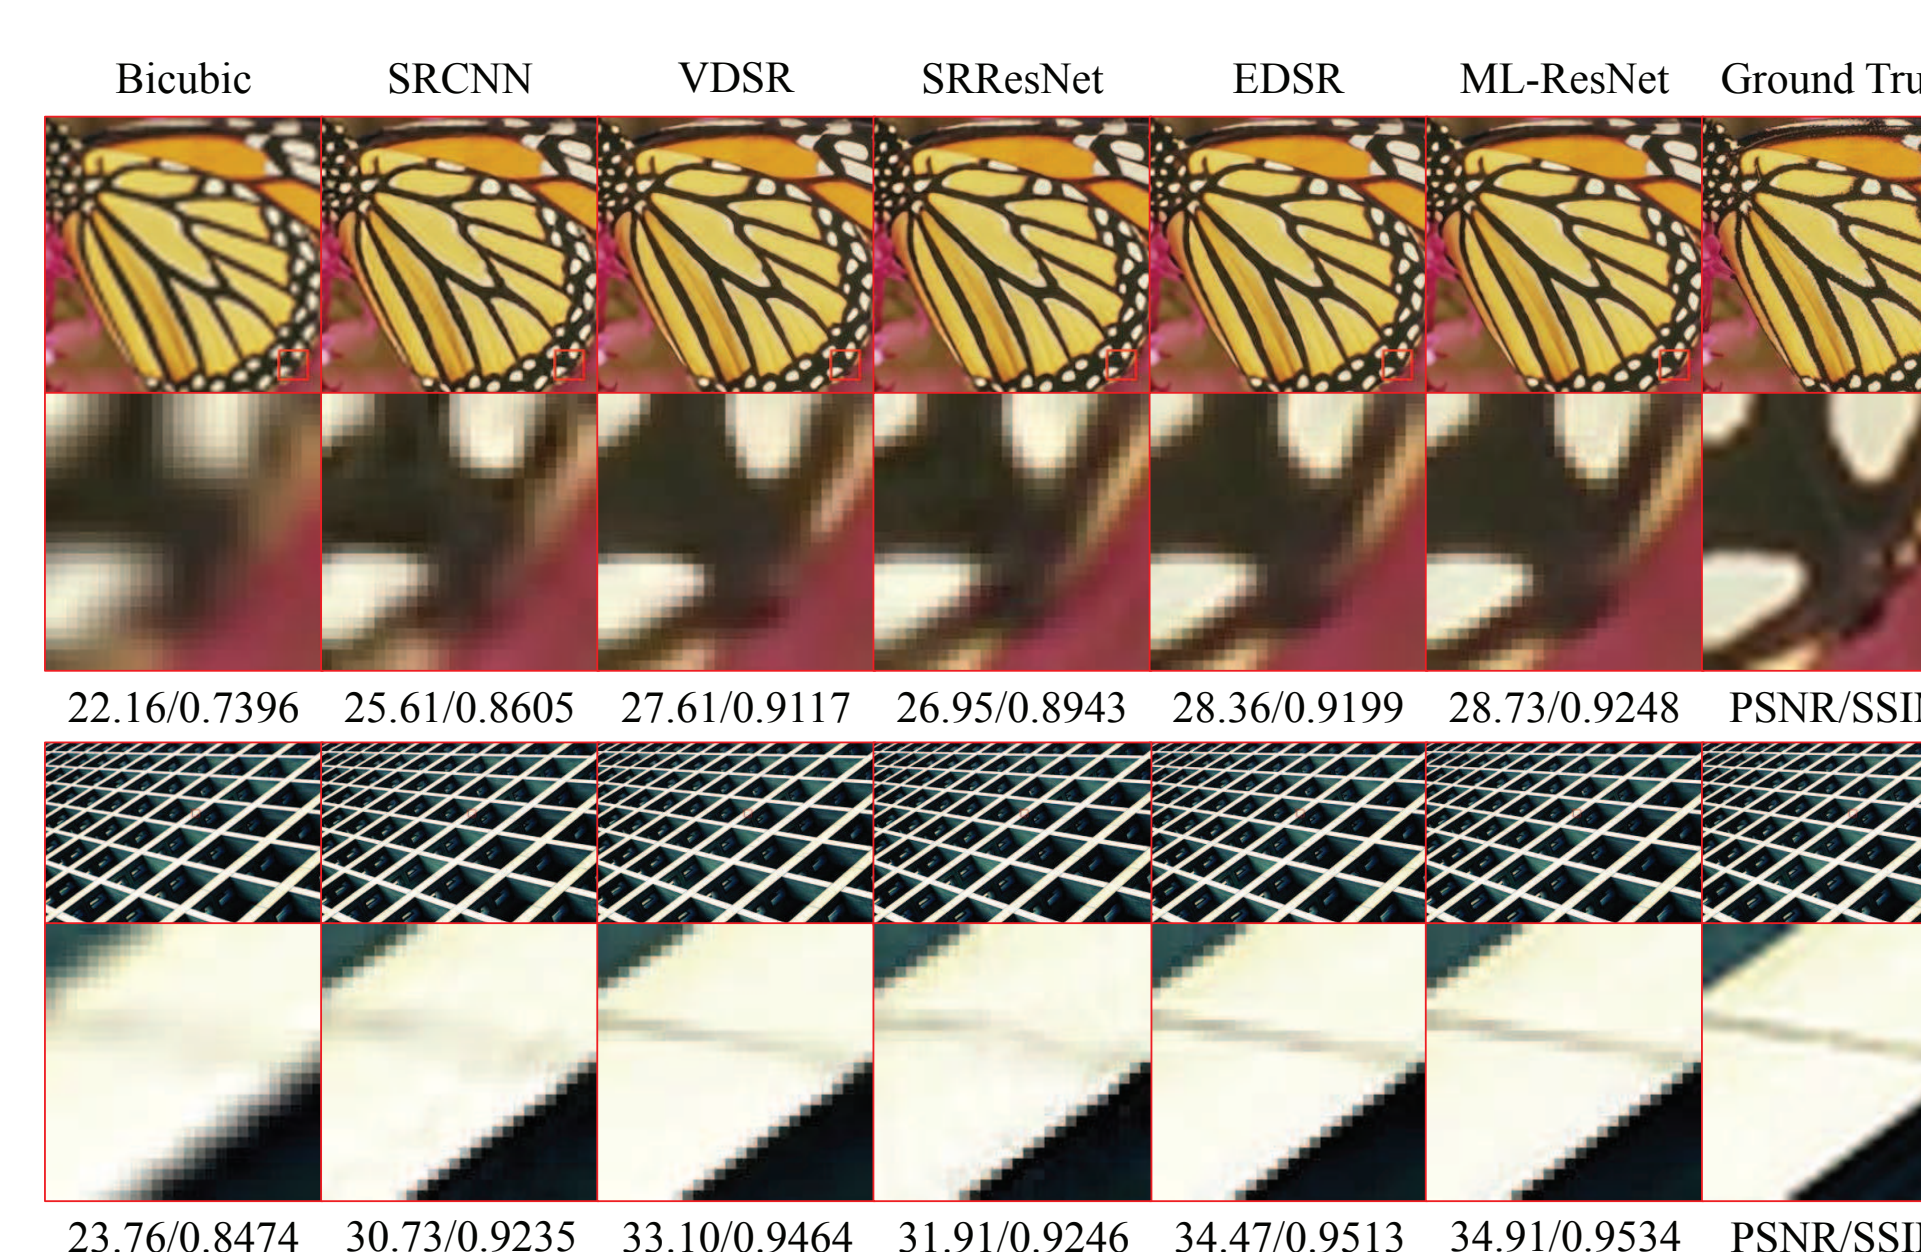 Bicubic SRCNN VDSR SRResNet EDSR ML-ResNet Ground
22.16/0.7396 25.61/0.8605 27.61/0.9117 26.95/0.8943 28.36/0.9199 28.73/0.9248
23.76/0.8474 30.73/0.9235 33.10/0.9464 31.91/0.9246 34.47/0.9513 34.91/0.9534